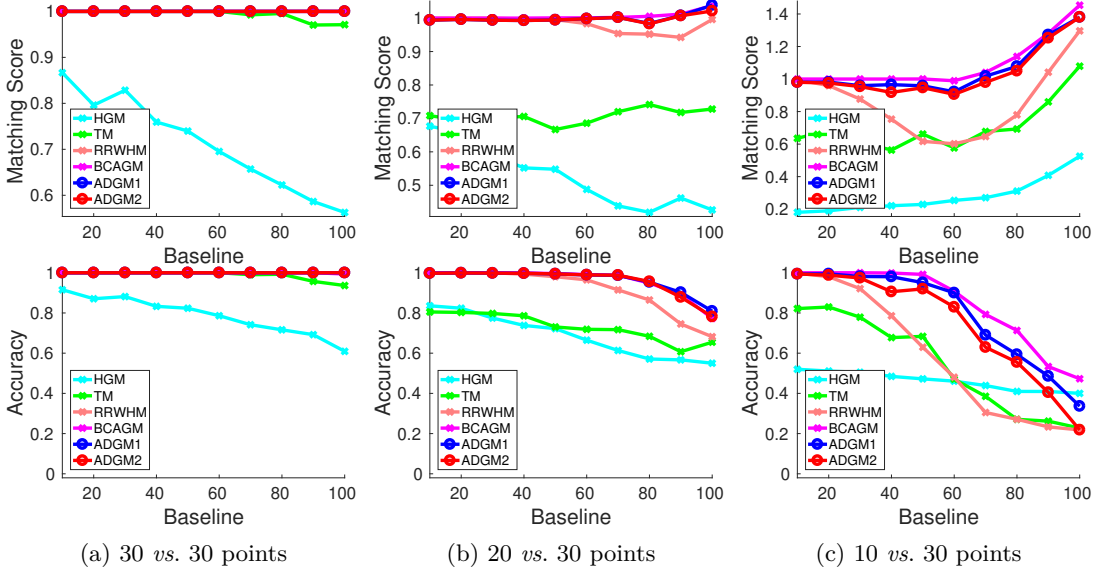 1
0.9
0.8
0.7
0.6
Matching Score
HGM
TM
RRWHM
BCAGM
ADGM1
ADGM2
20 40 60 80 100
Baseline
1
0.9
0.8
0.7
0.6
0.5
Matching Score
HGM
TM
RRWHM
BCAGM
ADGM1
ADGM2
20 40 60 80 100
Baseline
1.4
1.2
1
0.8
0.6
0.4
0.2
Matching Score
HGM
TM
RRWHM
BCAGM
ADGM1
ADGM2
20 40 60 80 100
Baseline
1
0.8
0.6
0.4
0.2
0
Accuracy
HGM
TM
RRWHM
BCAGM
ADGM1
ADGM2
20 40 60 80 100
Baseline
1
0.8
0.6
0.4
0.2
0
Accuracy
HGM
TM
RRWHM
BCAGM
ADGM1
ADGM2
20 40 60 80 100
Baseline
1
0.8
0.6
0.4
0.2
0
Accuracy
HGM
TM
RRWHM
BCAGM
ADGM1
ADGM2
20 40 60 80 100
Baseline
(a) 30 vs. 30 points
(b) 20 vs. 30 points
(c) 10 vs. 30 points